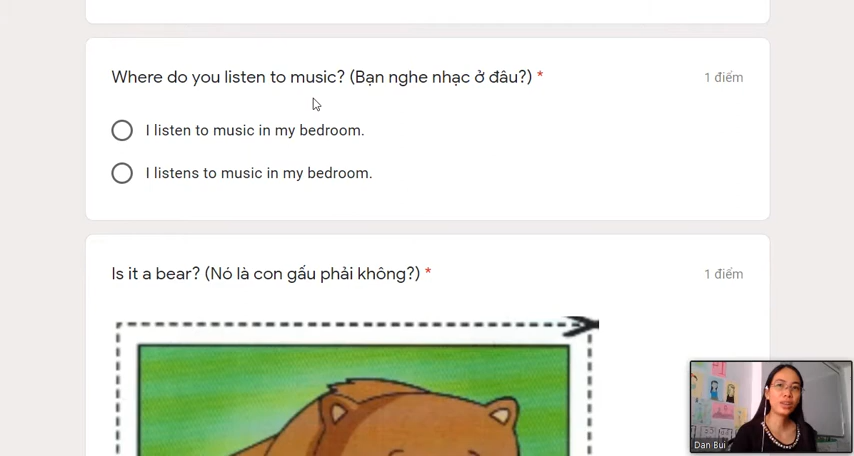 Where do you listen to music? (Bạn nghe nhạc ở đâu?) *
1 điểm
I listen to music in my bedroom.
I listens to music in my bedroom.
Is it a bear? (Nó là con gấu phải không?) *
1 điểm
Dan Bui